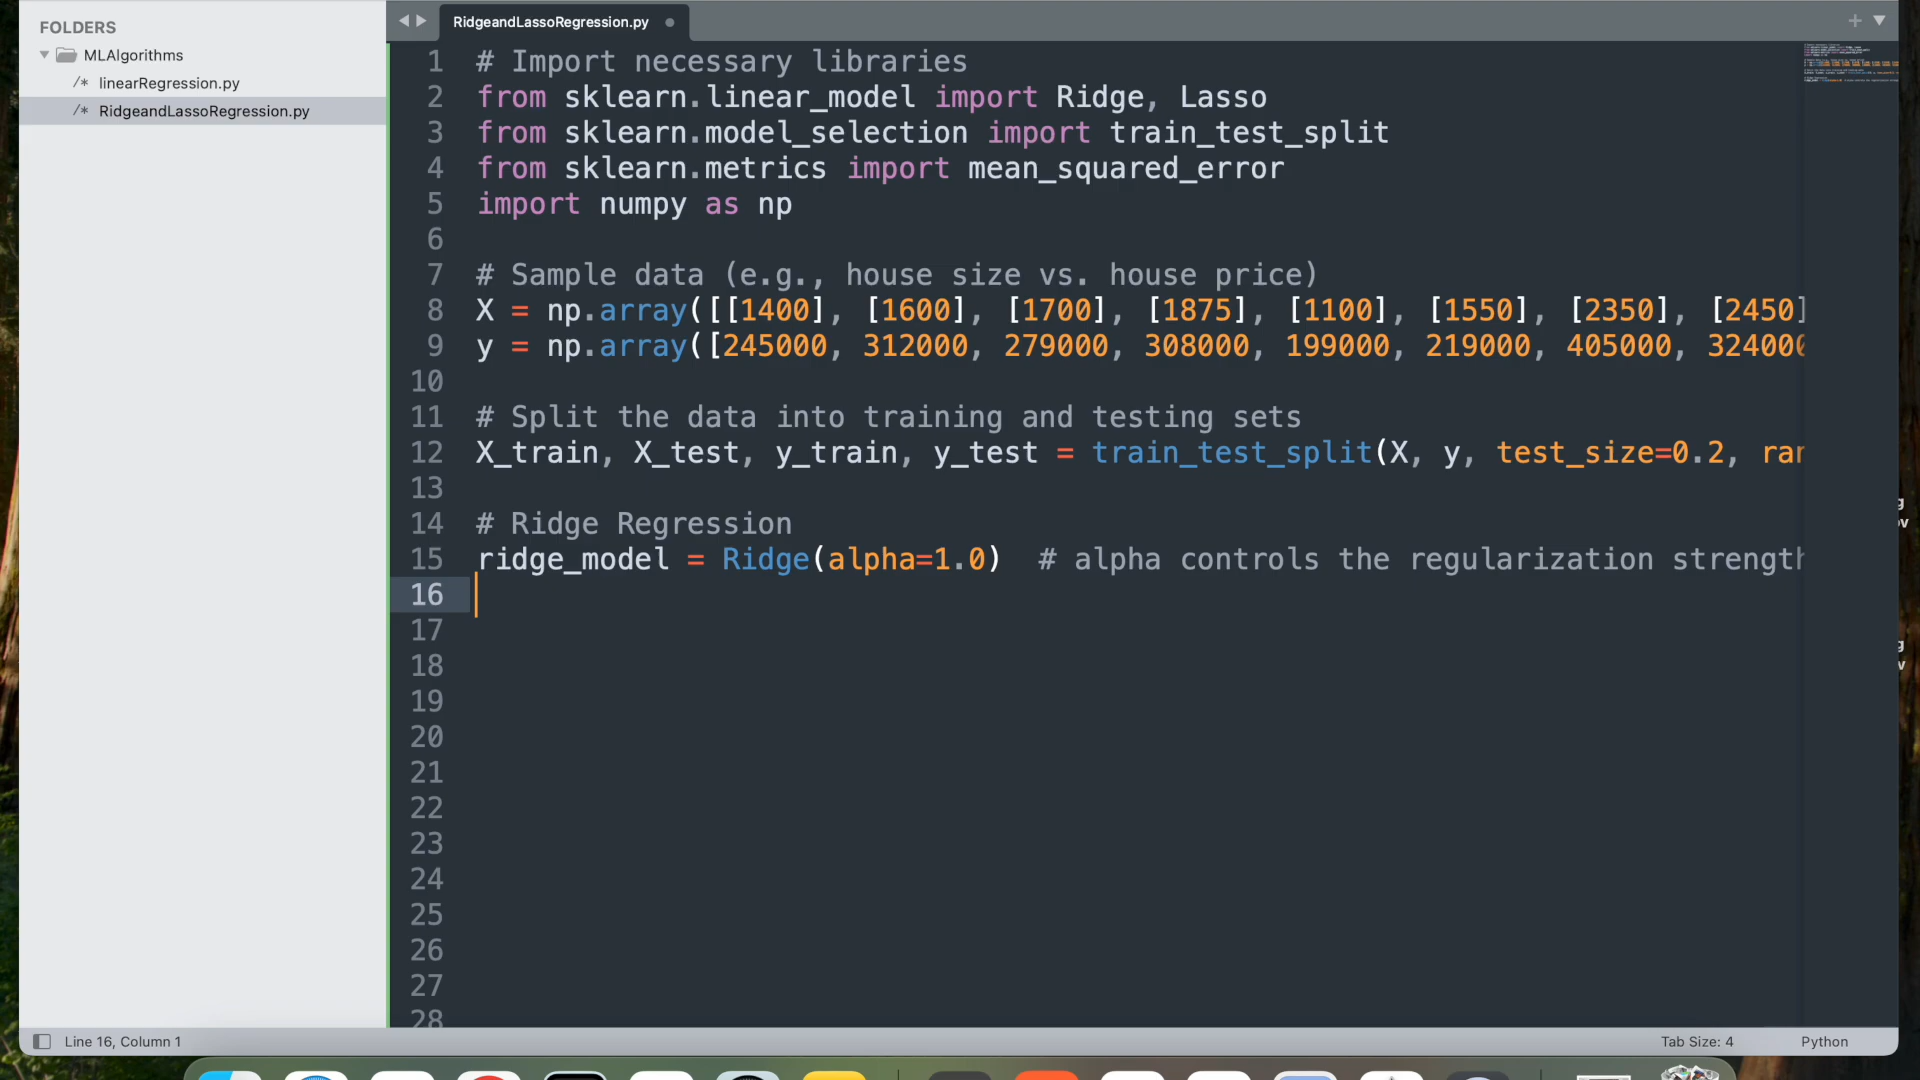 FOLDERS
MLAlgorithms
/* linearRegression.py
/* RidgeandLassoRegression.py
RidgeandLassoRegression.py
1 # Import necessary libraries
2 from sklearn.linear_model import Ridge, Lasso
3 from sklearn.model_selection import train_test_split
4 from sklearn.metrics import mean_squared_error
5 import numpy as np
6
7 # Sample data (e.g., house size vs. house price)
8 X = np.array([[1400], [1600], [1700], [1875], [1100], [1550], [2350], [2450]
9 y = np.array([245000, 312000, 279000, 308000, 199000, 219000, 405000, 324000
10
11 # Split the data into training and testing sets
12 X_train, X_test, y_train, y_test = train_test_split(X, y, test_size=0.2, ran
13
14 # Ridge Regression
15 ridge_model = Ridge(alpha=1.0)  # alpha controls the regularization strength
16
17
18
19
20
21
22
23
24
25
26
27
28
Line 16, Column 1
Tab Size: 4
Python